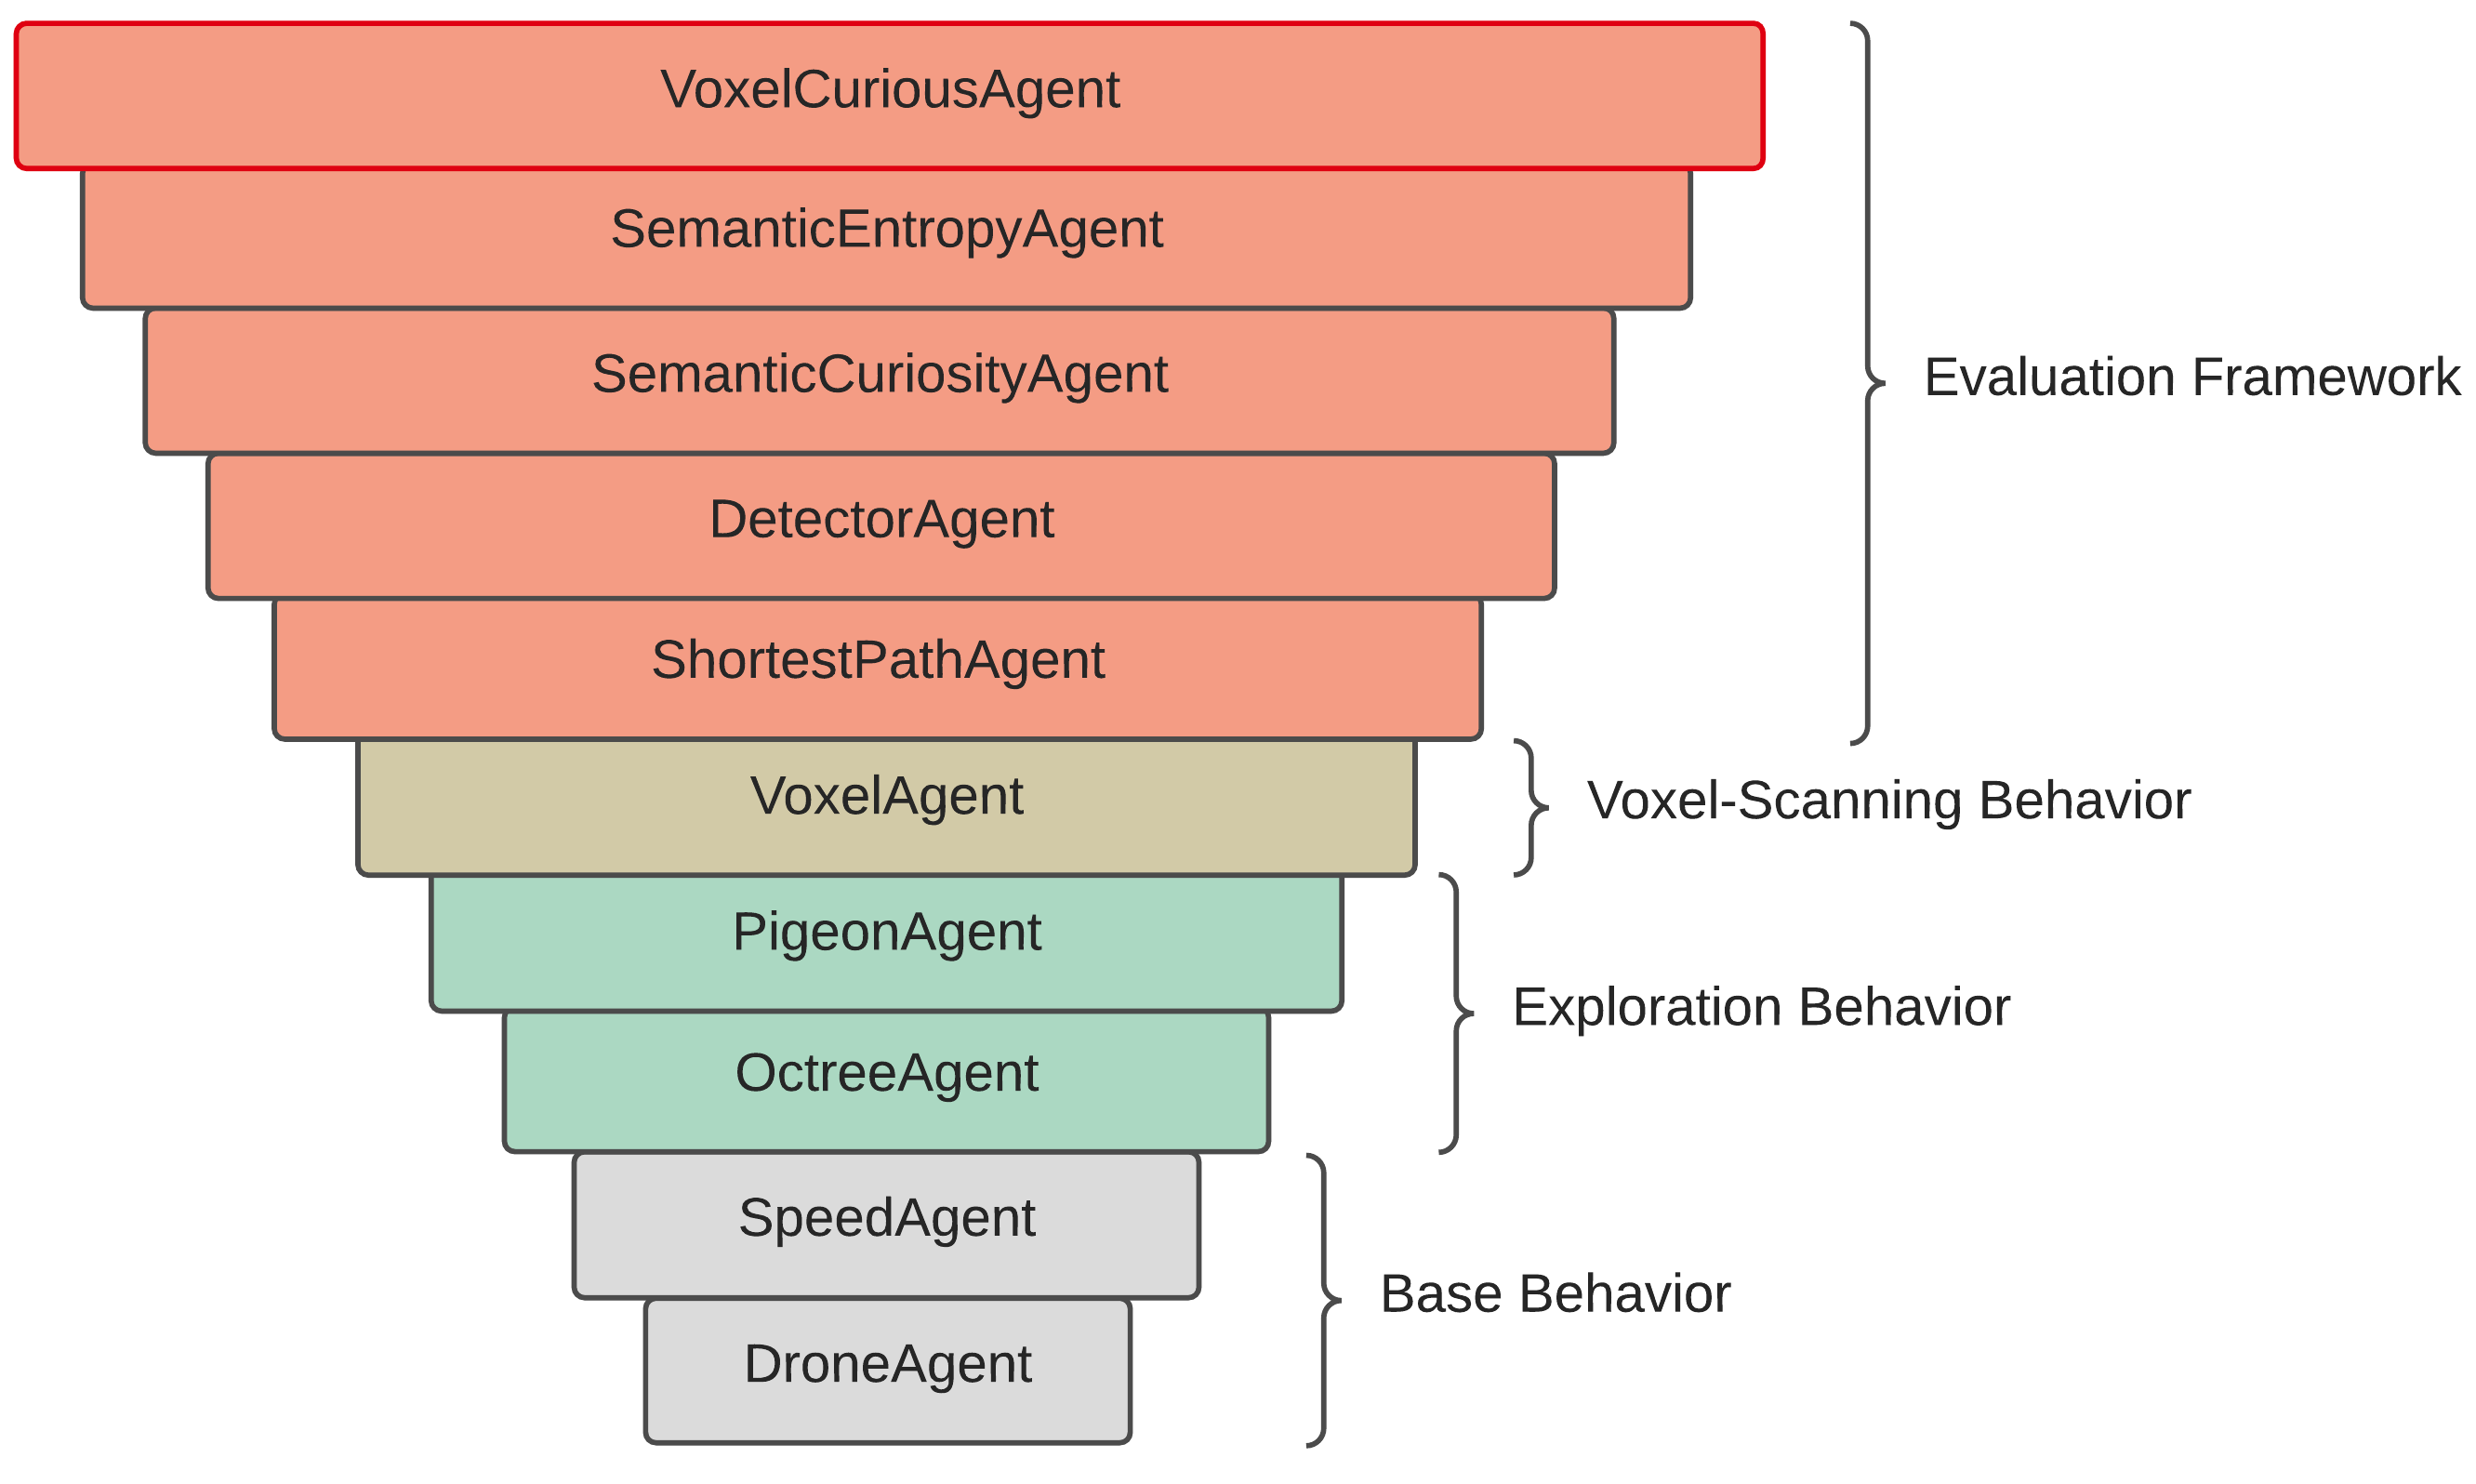 VoxelCuriousAgent
SemanticEntropyAgent
SemanticCuriosityAgent
Evaluation Framework
DetectorAgent
ShortestPathAgent
VoxelAgent
Voxel-Scanning Behavior
PigeonAgent
Exploration Behavior
OctreeAgent
SpeedAgent
Base Behavior
DroneAgent